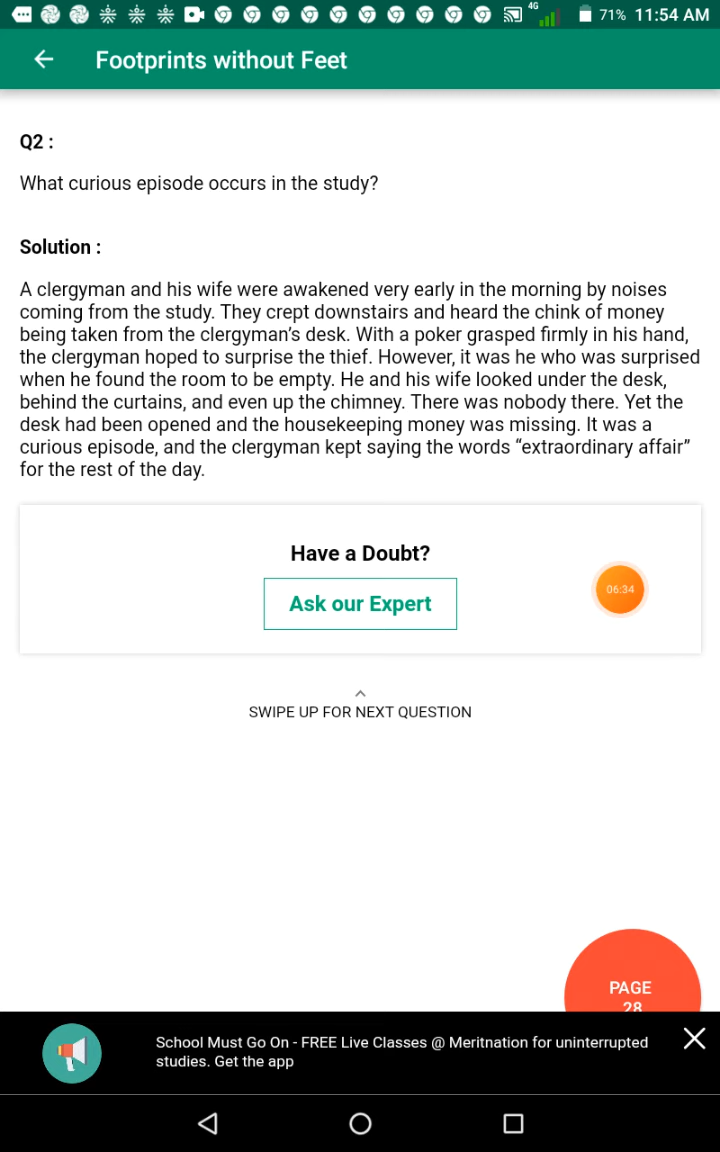 4G 71% 11:54 AM
Footprints without Feet
Q2 :
What curious episode occurs in the study?
Solution :
A clergyman and his wife were awakened very early in the morning by noises
coming from the study. They crept downstairs and heard the chink of money
being taken from the clergyman’s desk. With a poker grasped firmly in his hand,
the clergyman hoped to surprise the thief. However, it was he who was surprised
when he found the room to be empty. He and his wife looked under the desk,
behind the curtains, and even up the chimney. There was nobody there. Yet the
desk had been opened and the housekeeping money was missing. It was a
curious episode, and the clergyman kept saying the words “extraordinary affair”
for the rest of the day.
Have a Doubt?
Ask our Expert
06:34
SWIPE UP FOR NEXT QUESTION
PAGE
28
School Must Go On - FREE Live Classes @ Meritnation for uninterrupted
studies. Get the app